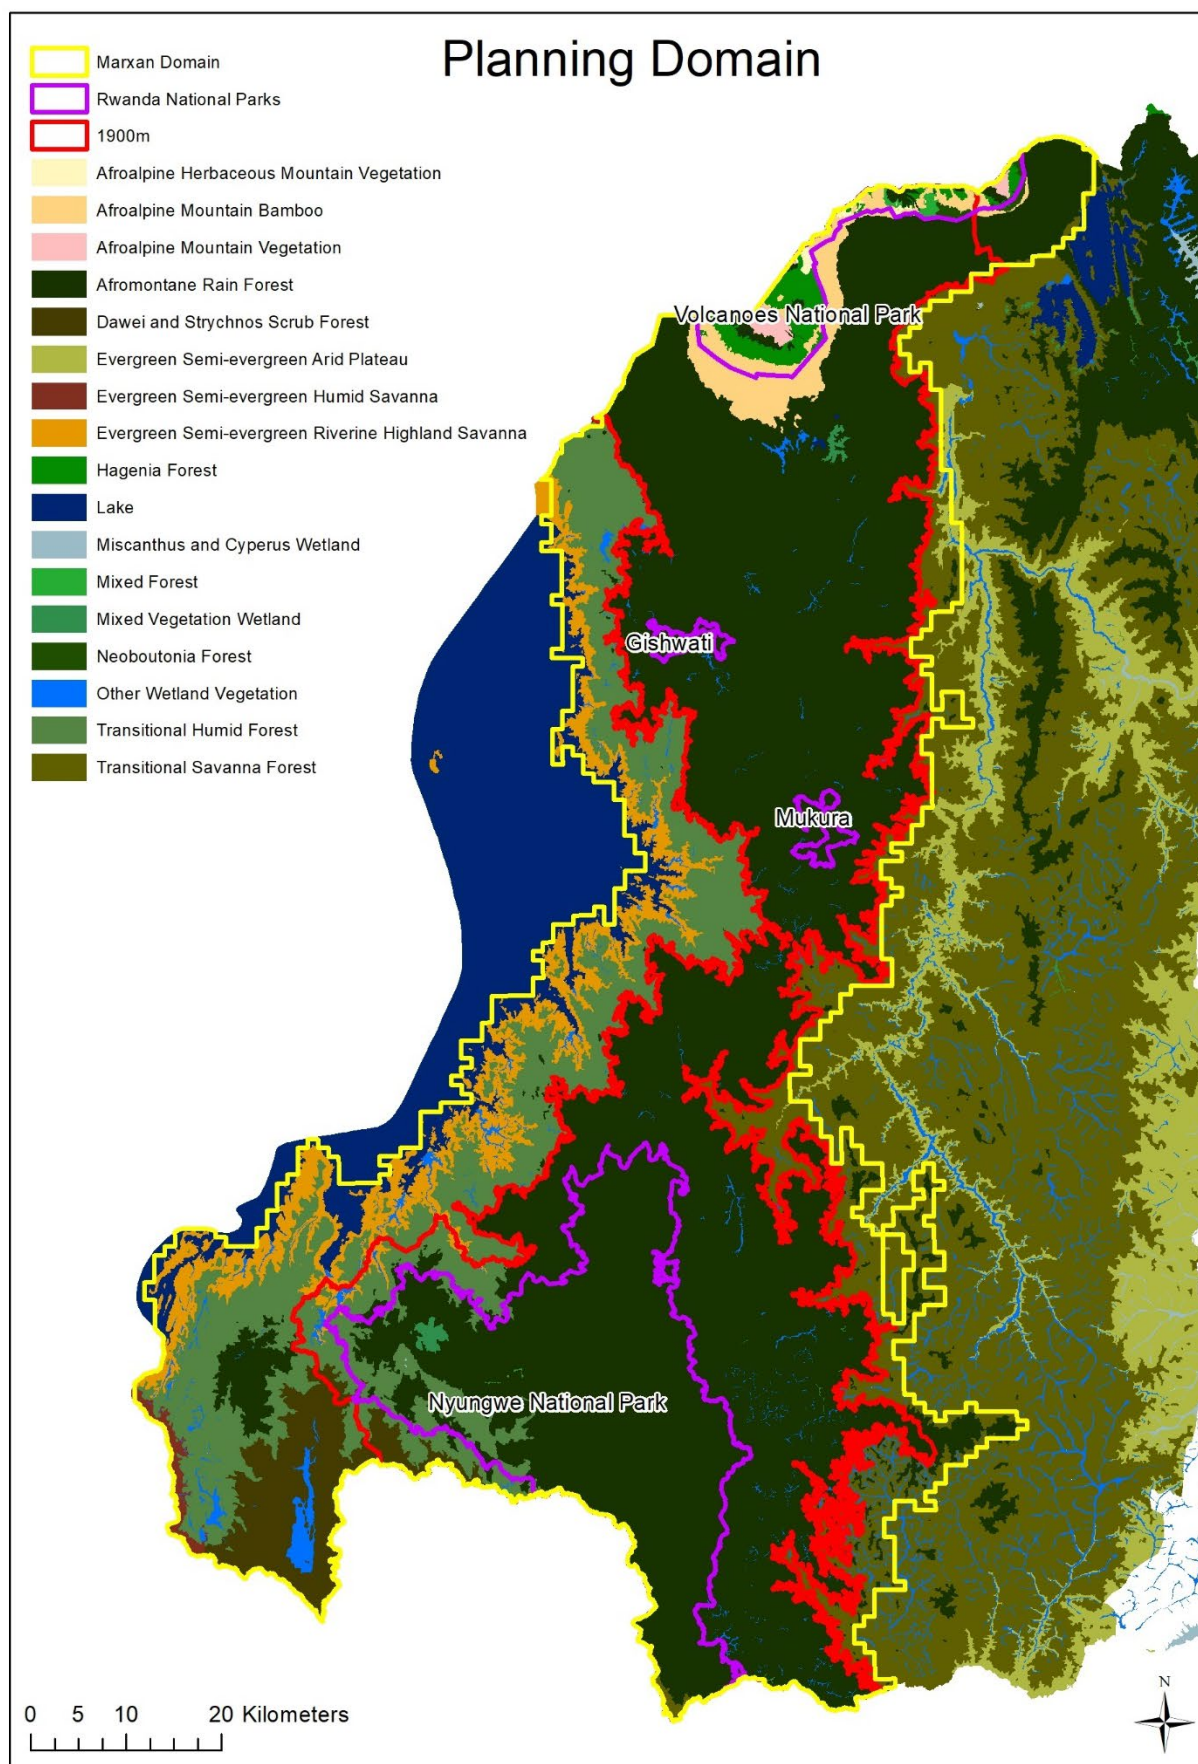 Planning Domain
Marxan Domain
Rwanda National Parks
1900m
Afroalpine Herbaceous Mountain Vegetation
Afroalpine Mountain Bamboo
Afroalpine Mountain Vegetation
Afromontane Rain Forest
Dawei and Strychnos Scrub Forest
Evergreen Semi-evergreen Arid Plateau
Evergreen Semi-evergreen Humid Savanna
Evergreen Semi-evergreen Riverine Highland Savanna
Hagenia Forest
Lake
Miscanthus and Cyperus Wetland
Mixed Forest
Mixed Vegetation Wetland
Neoboutonia Forest
Other Wetland Vegetation
Transitional Humid Forest
Transitional Savanna Forest
Volcanoes National Park
Gishwati
Mukura
Nyungwe National Park
0 5 10 20 Kilometers
N